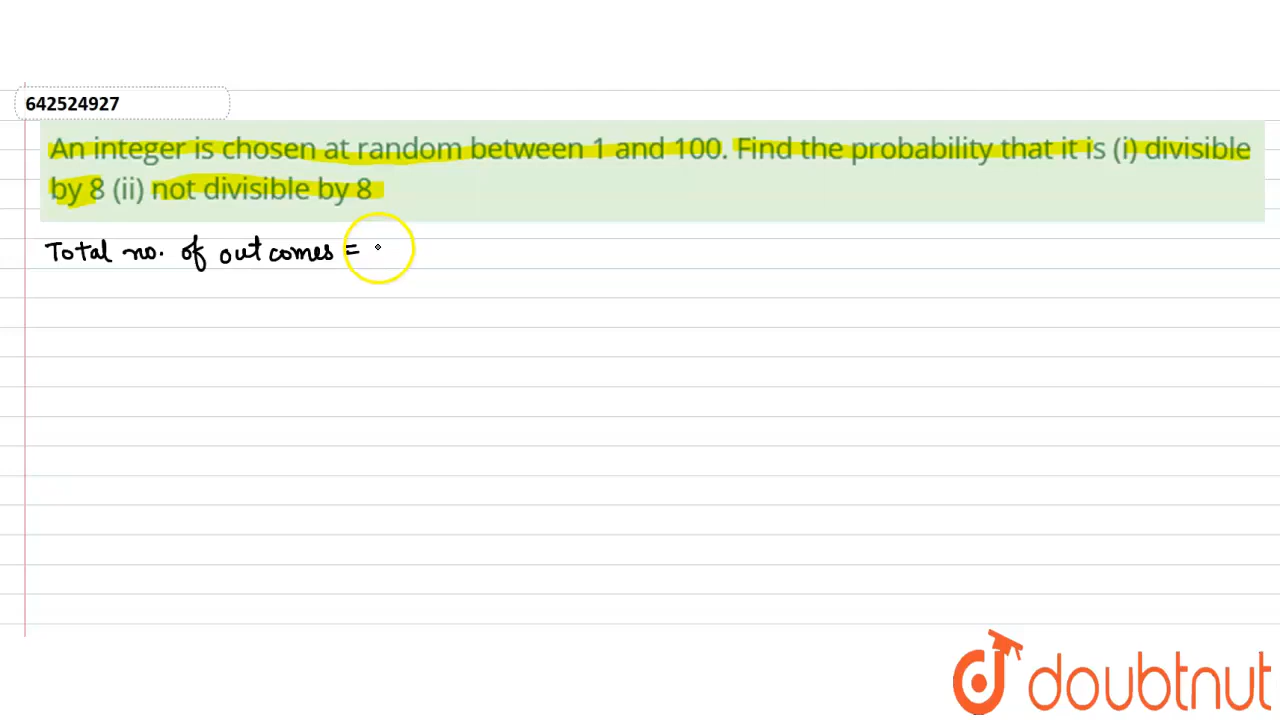 642524927
An integer is chosen at random between 1 and 100. Find the probability that it is (i) divisible
by 8 (ii) not divisible by 8
Total no. of outcomes =
doubtnut